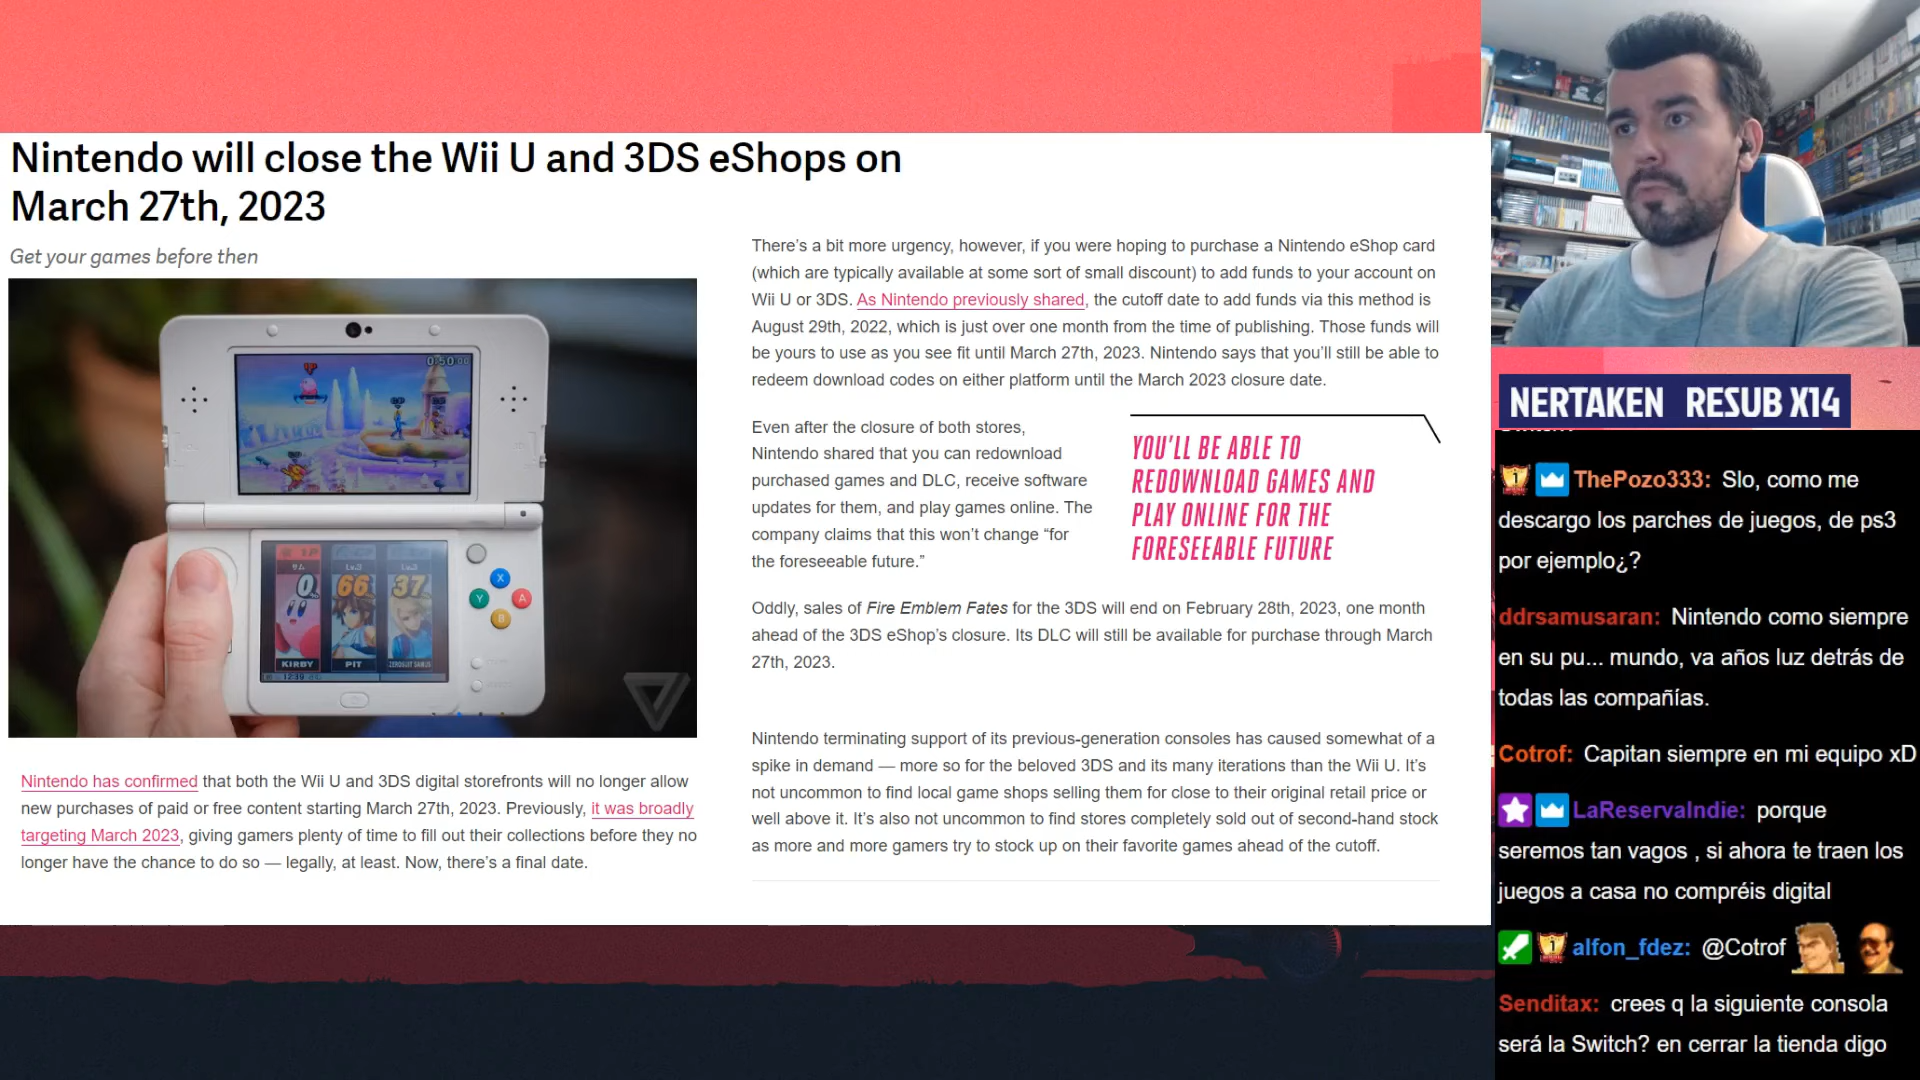 Nintendo will close the Wii U and 3DS eShops on
March 27th, 2023
Get your games before then
0:50
0%
66
37
KIRBY
PIT
ZEROSUIT SAMUS
12:39
X
Y
A
B
Nintendo has confirmed that both the Wii U and 3DS digital storefronts will no longer allow
new purchases of paid or free content starting March 27th, 2023. Previously, it was broadly
targeting March 2023, giving gamers plenty of time to fill out their collections before they no
longer have the chance to do so — legally, at least. Now, there’s a final date.
There’s a bit more urgency, however, if you were hoping to purchase a Nintendo eShop card
(which are typically available at some sort of small discount) to add funds to your account on
Wii U or 3DS. As Nintendo previously shared, the cutoff date to add funds via this method is
August 29th, 2022, which is just over one month from the time of publishing. Those funds will
be yours to use as you see fit until March 27th, 2023. Nintendo says that you’ll still be able to
redeem download codes on either platform until the March 2023 closure date.
Even after the closure of both stores,
Nintendo shared that you can redownload
purchased games and DLC, receive software
updates for them, and play games online. The
company claims that this won’t change “for
the foreseeable future.”
YOU’LL BE ABLE TO
REDOWNLOAD GAMES AND
PLAY ONLINE FOR THE
FORESEEABLE FUTURE
Oddly, sales of Fire Emblem Fates for the 3DS will end on February 28th, 2023, one month
ahead of the 3DS eShop’s closure. Its DLC will still be available for purchase through March
27th, 2023.
Nintendo terminating support of its previous-generation consoles has caused somewhat of a
spike in demand — more so for the beloved 3DS and its many iterations than the Wii U. It’s
not uncommon to find local game shops selling them for close to their original retail price or
well above it. It’s also not uncommon to find stores completely sold out of second-hand stock
as more and more gamers try to stock up on their favorite games ahead of the cutoff.
NERTAKEN RESUB X14
ThePozo333: Slo, como me
descargo los parches de juegos, de ps3
por ejemplo¿?
ddrsamusaran: Nintendo como siempre
en su pu... mundo, va años luz detrás de
todas las compañías.
Cotrof: Capitan siempre en mi equipo xD
LaReservaIndie: porque
seremos tan vagos , si ahora te traen los
juegos a casa no compréis digital
alfon_fdez: @Cotrof
Senditax: crees q la siguiente consola
será la Switch? en cerrar la tienda digo